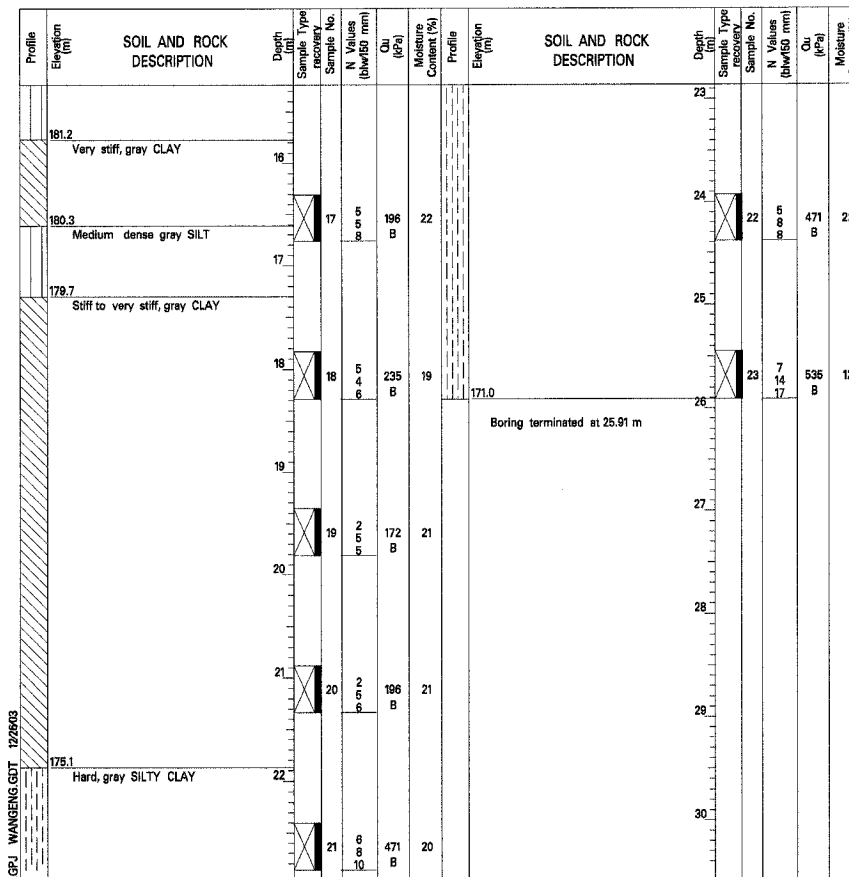 Profile
Elevation (m)
SOIL AND ROCK
DESCRIPTION
Depth (m)
Sample Type
recovery
Sample No.
N Values
(blw/150 mm)
Qu
(kPa)
Moisture
Content (%)
181.2
Very stiff, gray CLAY
16
180.3
17
5
5
8
196
B
22
Medium dense gray SILT
17
179.7
Stiff to very stiff, gray CLAY
18
18
5
4
6
235
B
19
19
19
2
5
5
172
B
21
20
21
20
2
5
6
196
B
21
175.1
Hard, gray SILTY CLAY
22
21
6
8
10
471
B
20
GPJ WANGENG.GDT 12/26/03
Profile
Elevation (m)
SOIL AND ROCK
DESCRIPTION
Depth (m)
Sample Type
recovery
Sample No.
N Values
(blw/150 mm)
Qu
(kPa)
Moisture
23
24
22
5
8
8
471
B
25
23
7
14
17
535
B
171.0
26
Boring terminated at 25.91 m
27
28
29
30